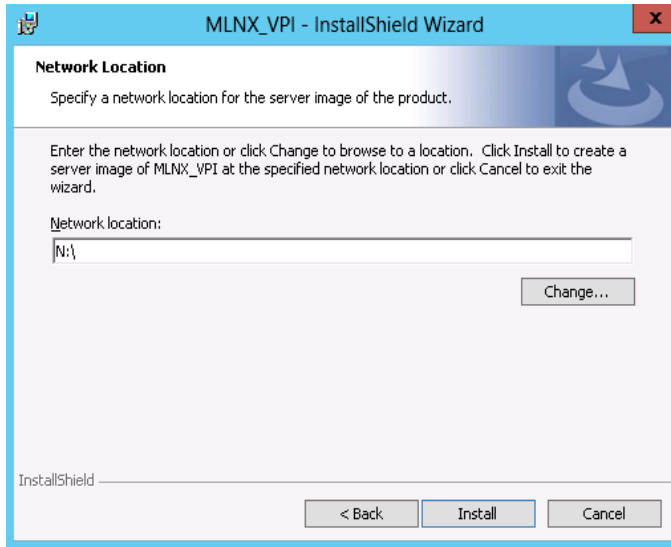 MLNX_VPI - InstallShield Wizard
x
Network Location
Specify a network location for the server image of the product.
Enter the network location or click Change to browse to a location. Click Install to create a
server image of MLNX_VPI at the specified network location or click Cancel to exit the
wizard.
Network location:
N:\
Change...
InstallShield
< Back
Install
Cancel